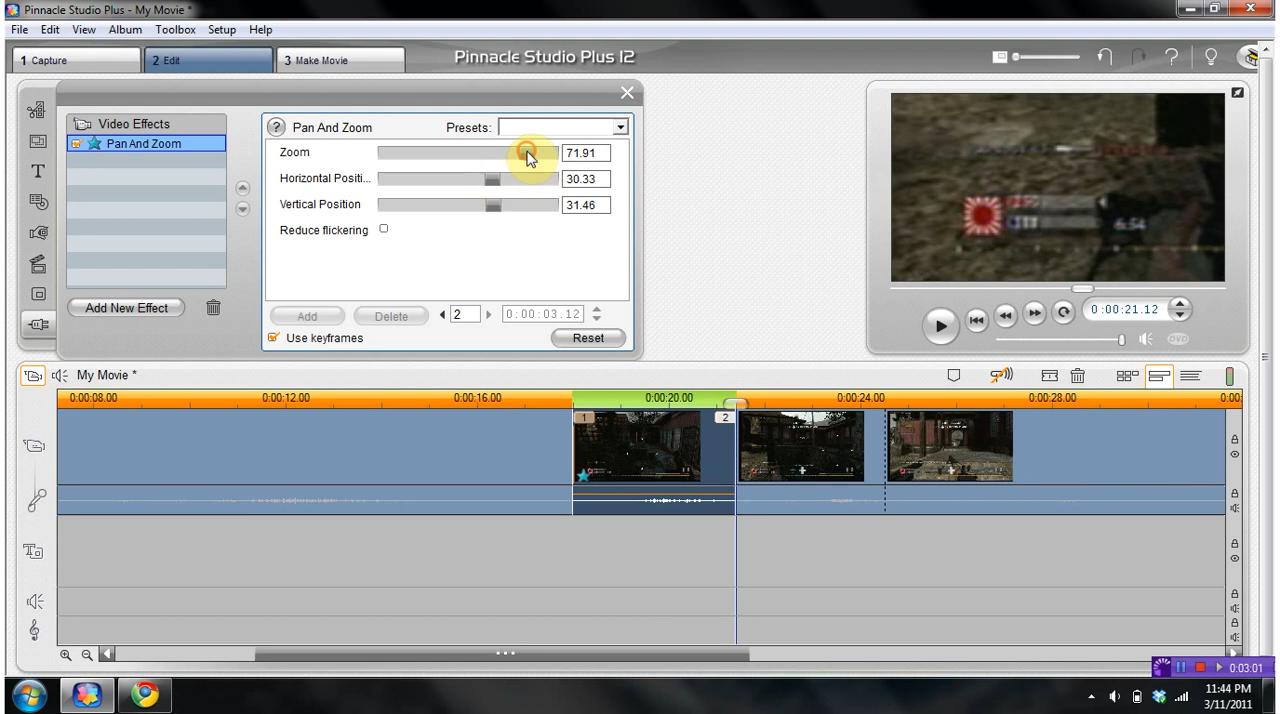 Pinnacle Studio Plus - My Movie *
File Edit View Album Toolbox Setup Help
1 Capture 2 Edit 3 Make Movie Pinnacle Studio Plus 12
Video Effects
Pan And Zoom
Add New Effect
Pan And Zoom Presets:
Zoom 71.91
Horizontal Positi... 30.33
Vertical Position 31.46
Reduce flickering
Add Delete 2 0:00:03.12
Use keyframes Reset
6:54
0:00:21.12
DVD
My Movie *
0:00:08.00 0:00:12.00 0:00:16.00 0:00:20.00 0:00:24.00 0:00:28.00 0:00
1 2
0:03:01
11:44 PM
3/11/2011